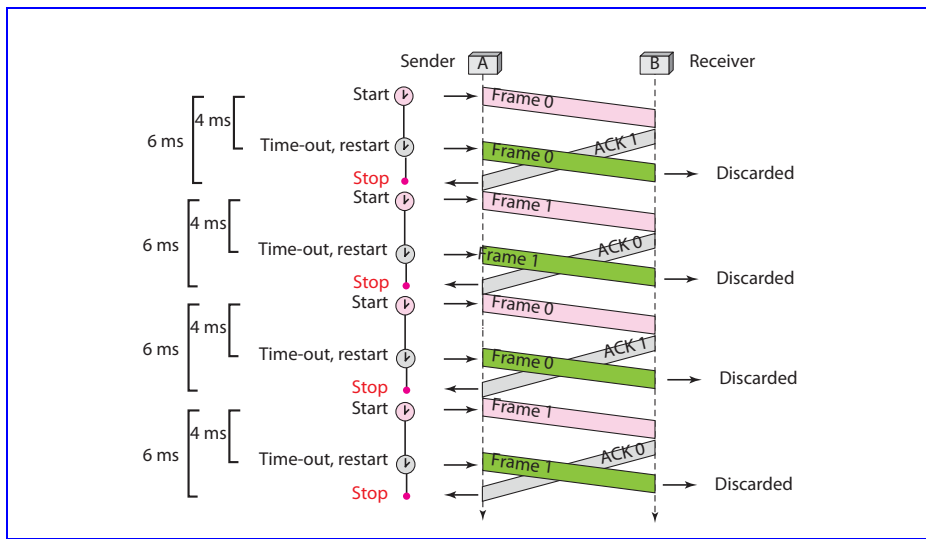 Sender A B Receiver
Start Frame 0
4 ms
6 ms
ACK 1
Time-out, restart Frame 0
Discarded
Stop
Start Frame 1
4 ms
6 ms
ACK 0
Time-out, restart Frame 1
Discarded
Stop
Start Frame 0
4 ms
6 ms
ACK 1
Time-out, restart Frame 0
Discarded
Stop
Start Frame 1
4 ms
6 ms
ACK 0
Time-out, restart Frame 1
Discarded
Stop